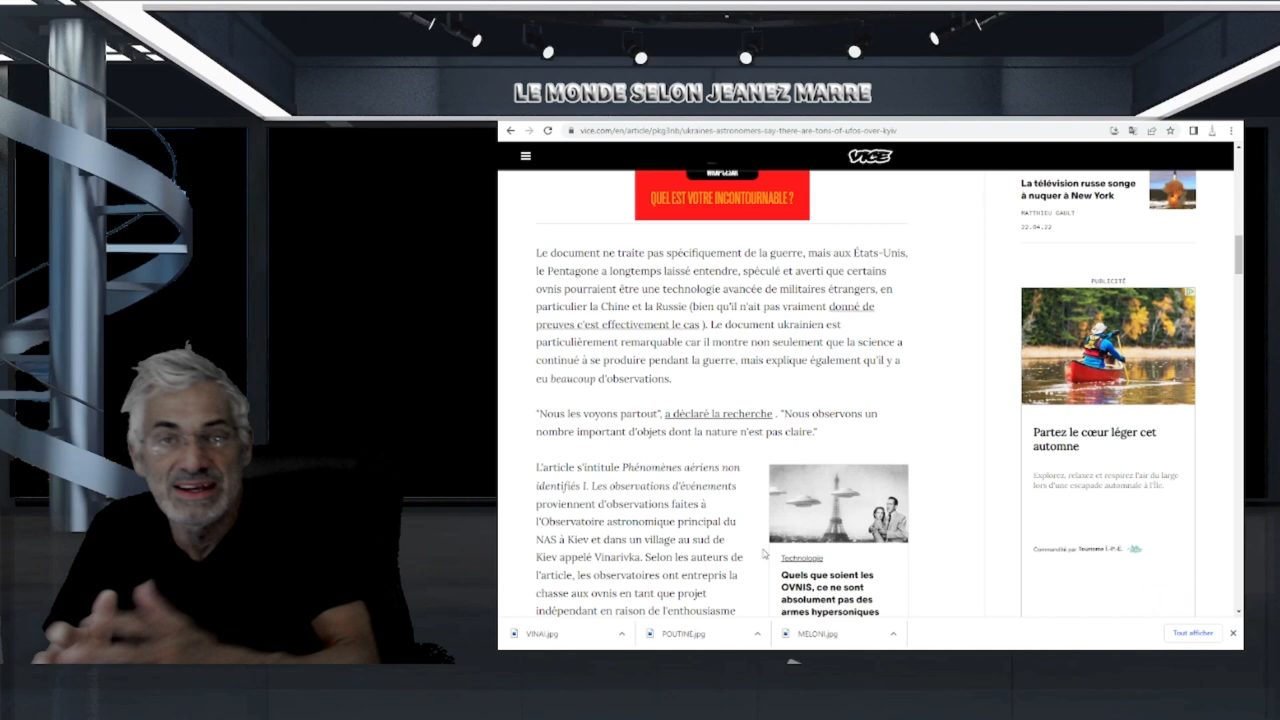 LE MONDE SELON JEANEZ MARRE
vice.com/en/article/pkg3nb/ukraines-astronomers-say-there-are-tons-of-ufos-over-kyiv
VICE
QUEL EST VOTRE INCONTOURNABLE ?
Le document ne traite pas spécifiquement de la guerre, mais aux États-Unis,
le Pentagone a longtemps laissé entendre, spéculé et averti que certains
ovnis pourraient être une technologie avancée de militaires étrangers, en
particulier la Chine et la Russie (bien qu'il n'ait pas vraiment donné de
preuves c'est effectivement le cas ). Le document ukrainien est
particulièrement remarquable car il montre non seulement que la science a
continué à se produire pendant la guerre, mais explique également qu'il y a
eu beaucoup d'observations.
"Nous les voyons partout", a déclaré la recherche . "Nous observons un
nombre important d'objets dont la nature n'est pas claire."
L'article s'intitule Phénomènes aériens non
identifiés I. Les observations d'événements
proviennent d'observations faites à
l'Observatoire astronomique principal du
NAS à Kiev et dans un village au sud de
Kiev appelé Vinarivka. Selon les auteurs de
l'article, les observatoires ont entrepris la
chasse aux ovnis en tant que projet
indépendant en raison de l'enthousiasme
Technologie
Quels que soient les
OVNIS, ce ne sont
absolument pas des
armes hypersoniques
La télévision russe songe
à nuquer à New York
MATTHIEU GAULT
22.04.22
PUBLICITÉ
Partez le cœur léger cet
automne
Explorez, relaxez et respirez l'air du large
lors d'une escapade automnale à l'Île.
Commandité par Tourisme Î.-P.-É.
VINAI.jpg
POUTINE.jpg
MELONI.jpg
Tout afficher